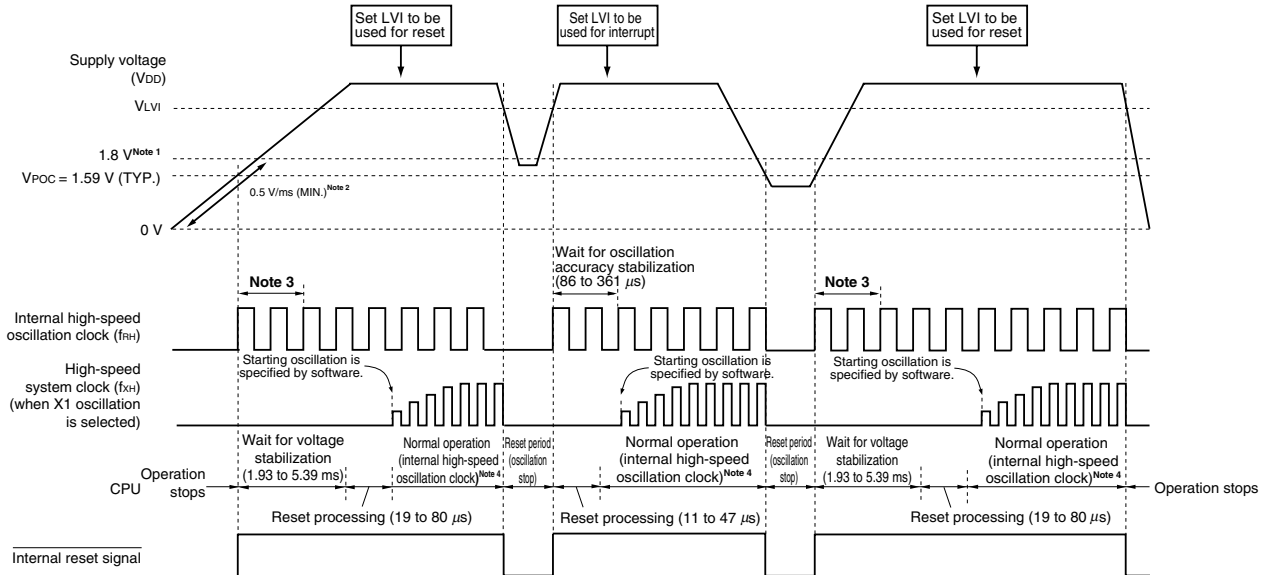 Set LVI to be
used for reset
Set LVI to be
used for interrupt
Set LVI to be
used for reset
Supply voltage
(VDD)
VLVI
1.8 V Note 1
VPOC = 1.59 V (TYP.)
0.5 V/ms (MIN.) Note 2
0 V
Wait for oscillation
accuracy stabilization
(86 to 361 μs)
Note 3
Note 3
Internal high-speed
oscillation clock (fRH)
Starting oscillation is
specified by software.
Starting oscillation is
specified by software.
Starting oscillation is
specified by software.
High-speed
system clock (fXH)
(when X1 oscillation
is selected)
Wait for voltage
stabilization
(1.93 to 5.39 ms)
Normal operation
(internal high-speed
oscillation clock) Note 4
Reset period
(oscillation
stop)
Normal operation
(internal high-speed
oscillation clock) Note 4
Reset period
(oscillation
stop)
Wait for voltage
stabilization
(1.93 to 5.39 ms)
Normal operation
(internal high-speed
oscillation clock) Note 4
CPU
Operation
stops
Operation stops
Reset processing (19 to 80 μs)
Reset processing (11 to 47 μs)
Reset processing (19 to 80 μs)
Internal reset signal